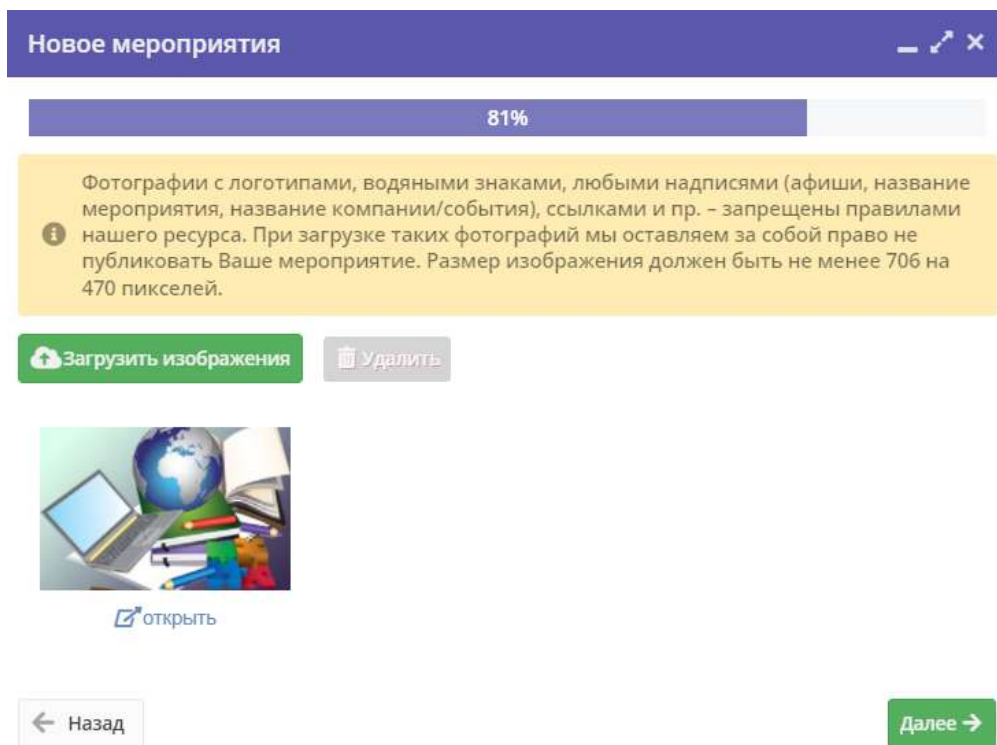 Новое мероприятия
81%
Фотографии с логотипами, водяными знаками, любыми надписями (афиши, название
мероприятия, название компании/события), ссылками и пр. – запрещены правилами
нашего ресурса. При загрузке таких фотографий мы оставляем за собой право не
публиковать Ваше мероприятие. Размер изображения должен быть не менее 706 на
470 пикселей.
Загрузить изображения
Удалить
открыть
Назад
Далее